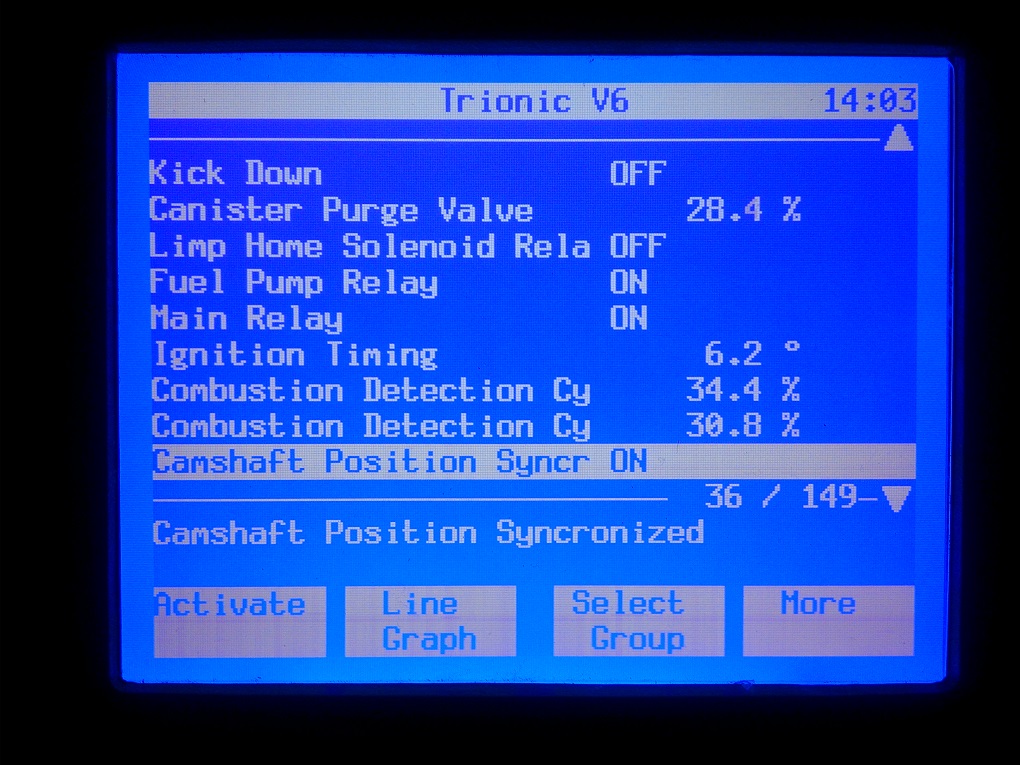 Trionic V6 14:03
Kick Down OFF
Canister Purge Valve 28.4 %
Limp Home Solenoid Rela OFF
Fuel Pump Relay ON
Main Relay ON
Ignition Timing 6.2 °
Combustion Detection Cy 34.4 %
Combustion Detection Cy 30.8 %
Camshaft Position Syncr ON
36 / 149
Camshaft Position Syncronized
Activate Line Select More
Graph Group